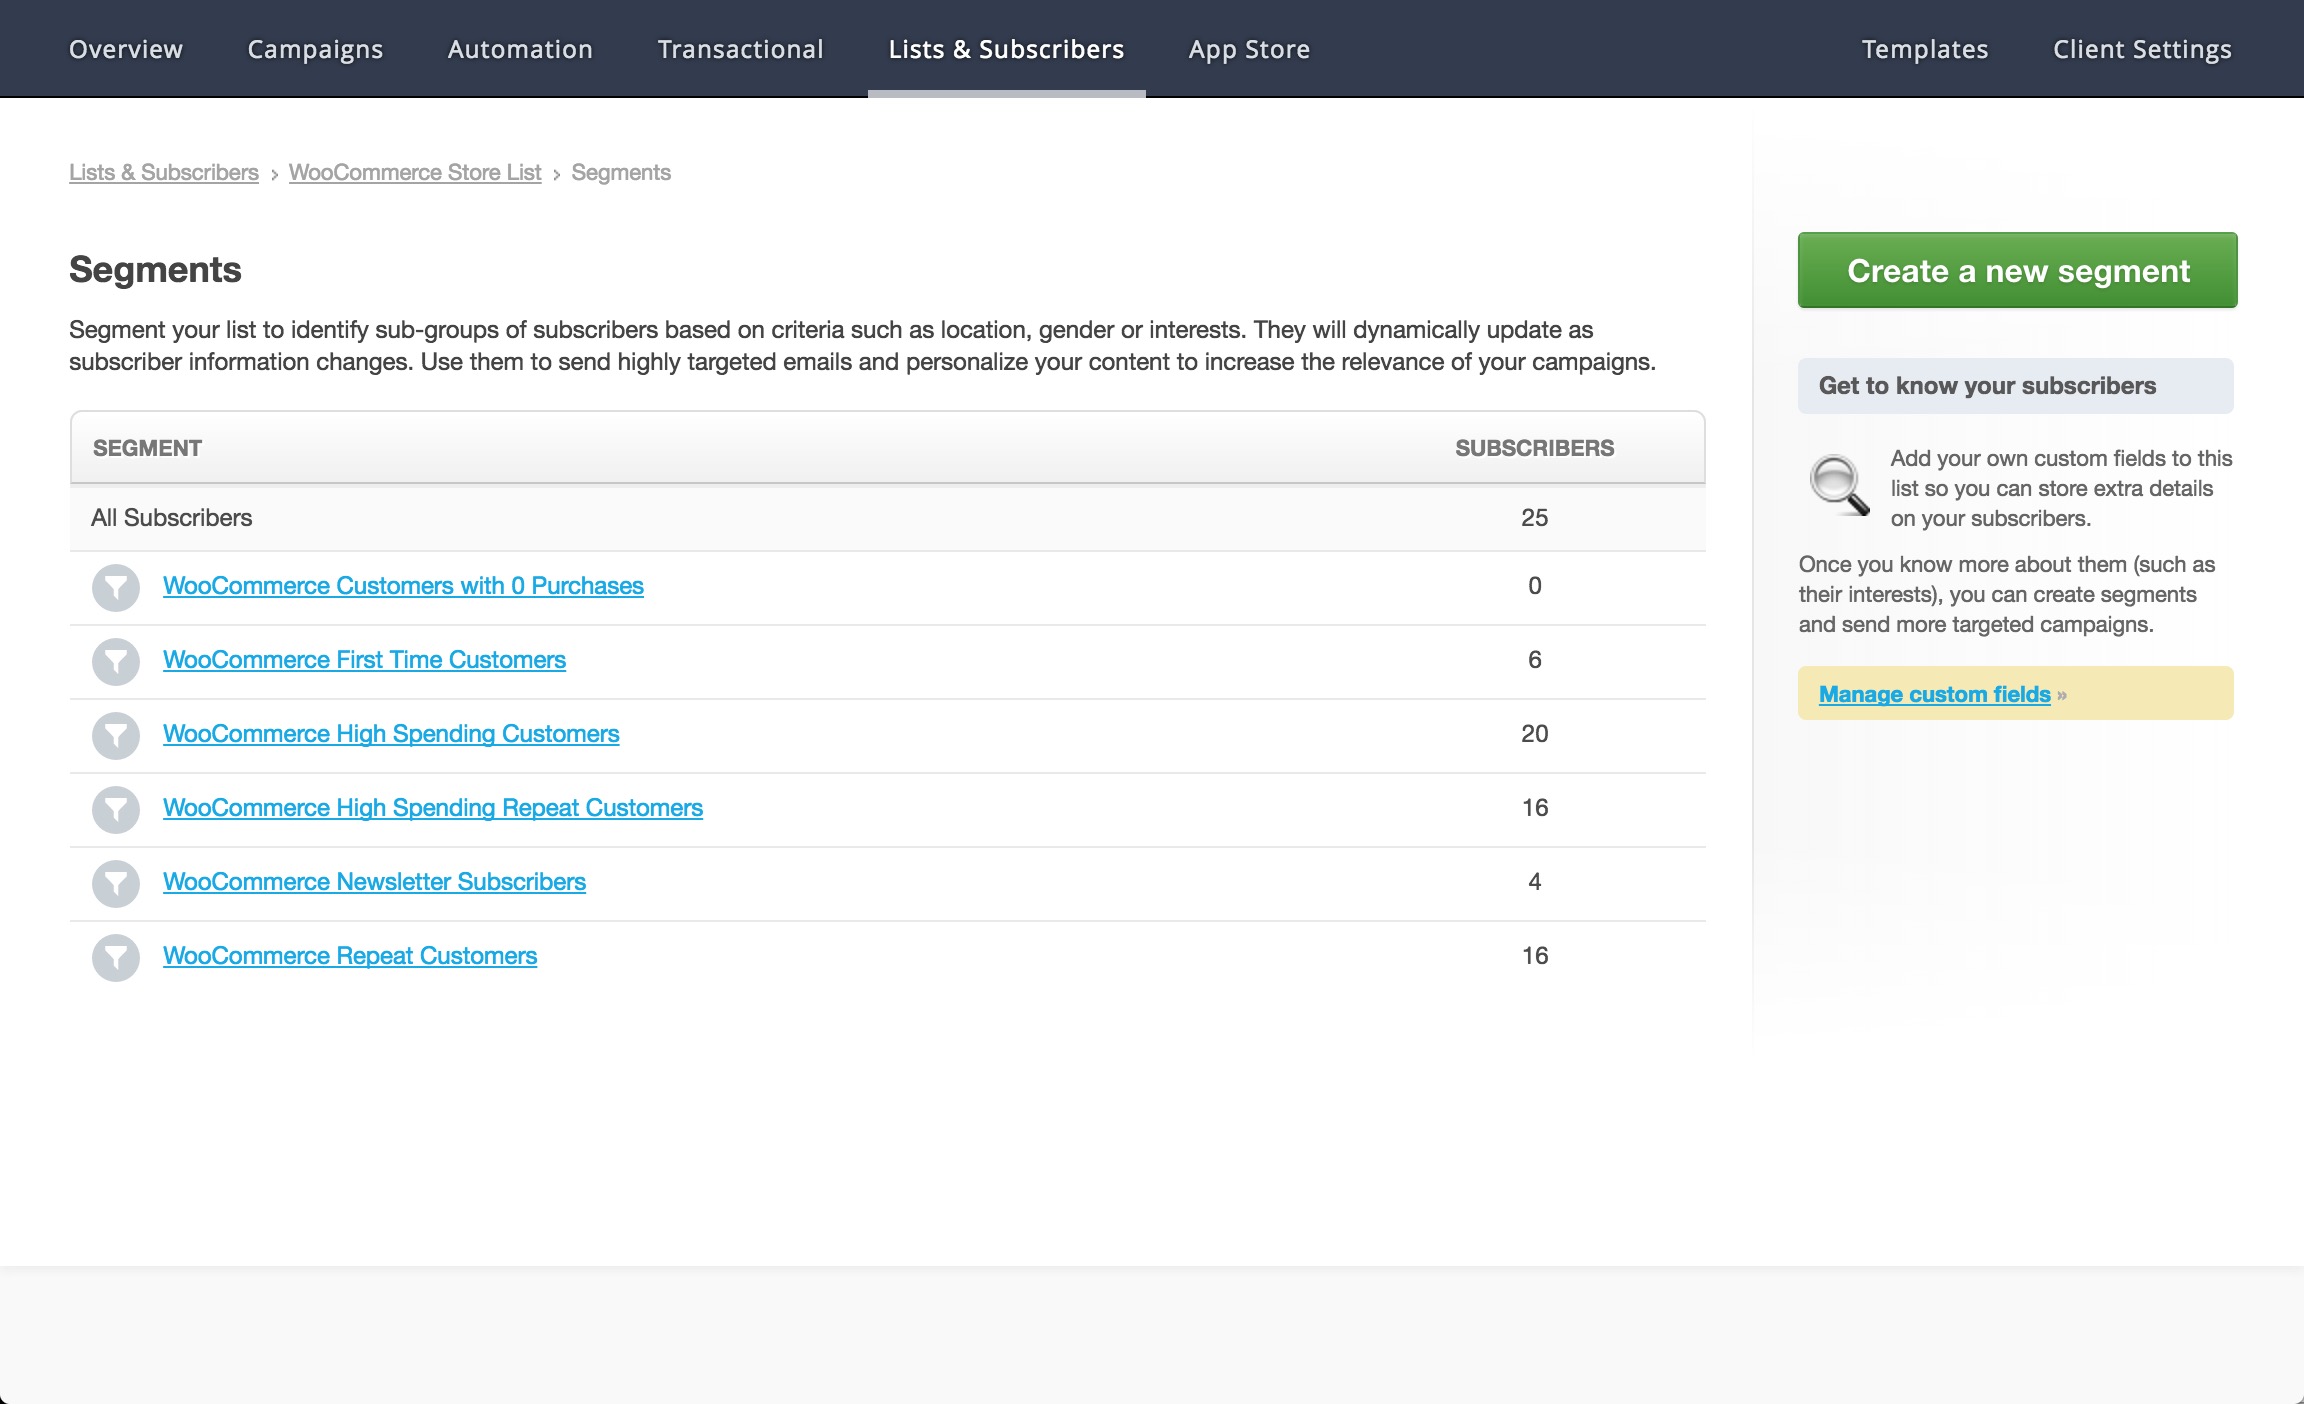 Overview Campaigns Automation Transactional Lists & Subscribers App Store Templates Client Settings
Lists & Subscribers › WooCommerce Store List › Segments
Segments
Segment your list to identify sub-groups of subscribers based on criteria such as location, gender or interests. They will dynamically update as
subscriber information changes. Use them to send highly targeted emails and personalize your content to increase the relevance of your campaigns.
SEGMENT SUBSCRIBERS
All Subscribers 25
WooCommerce Customers with 0 Purchases 0
WooCommerce First Time Customers 6
WooCommerce High Spending Customers 20
WooCommerce High Spending Repeat Customers 16
WooCommerce Newsletter Subscribers 4
WooCommerce Repeat Customers 16
Create a new segment
Get to know your subscribers
Add your own custom fields to this
list so you can store extra details
on your subscribers.
Once you know more about them (such as
their interests), you can create segments
and send more targeted campaigns.
Manage custom fields »